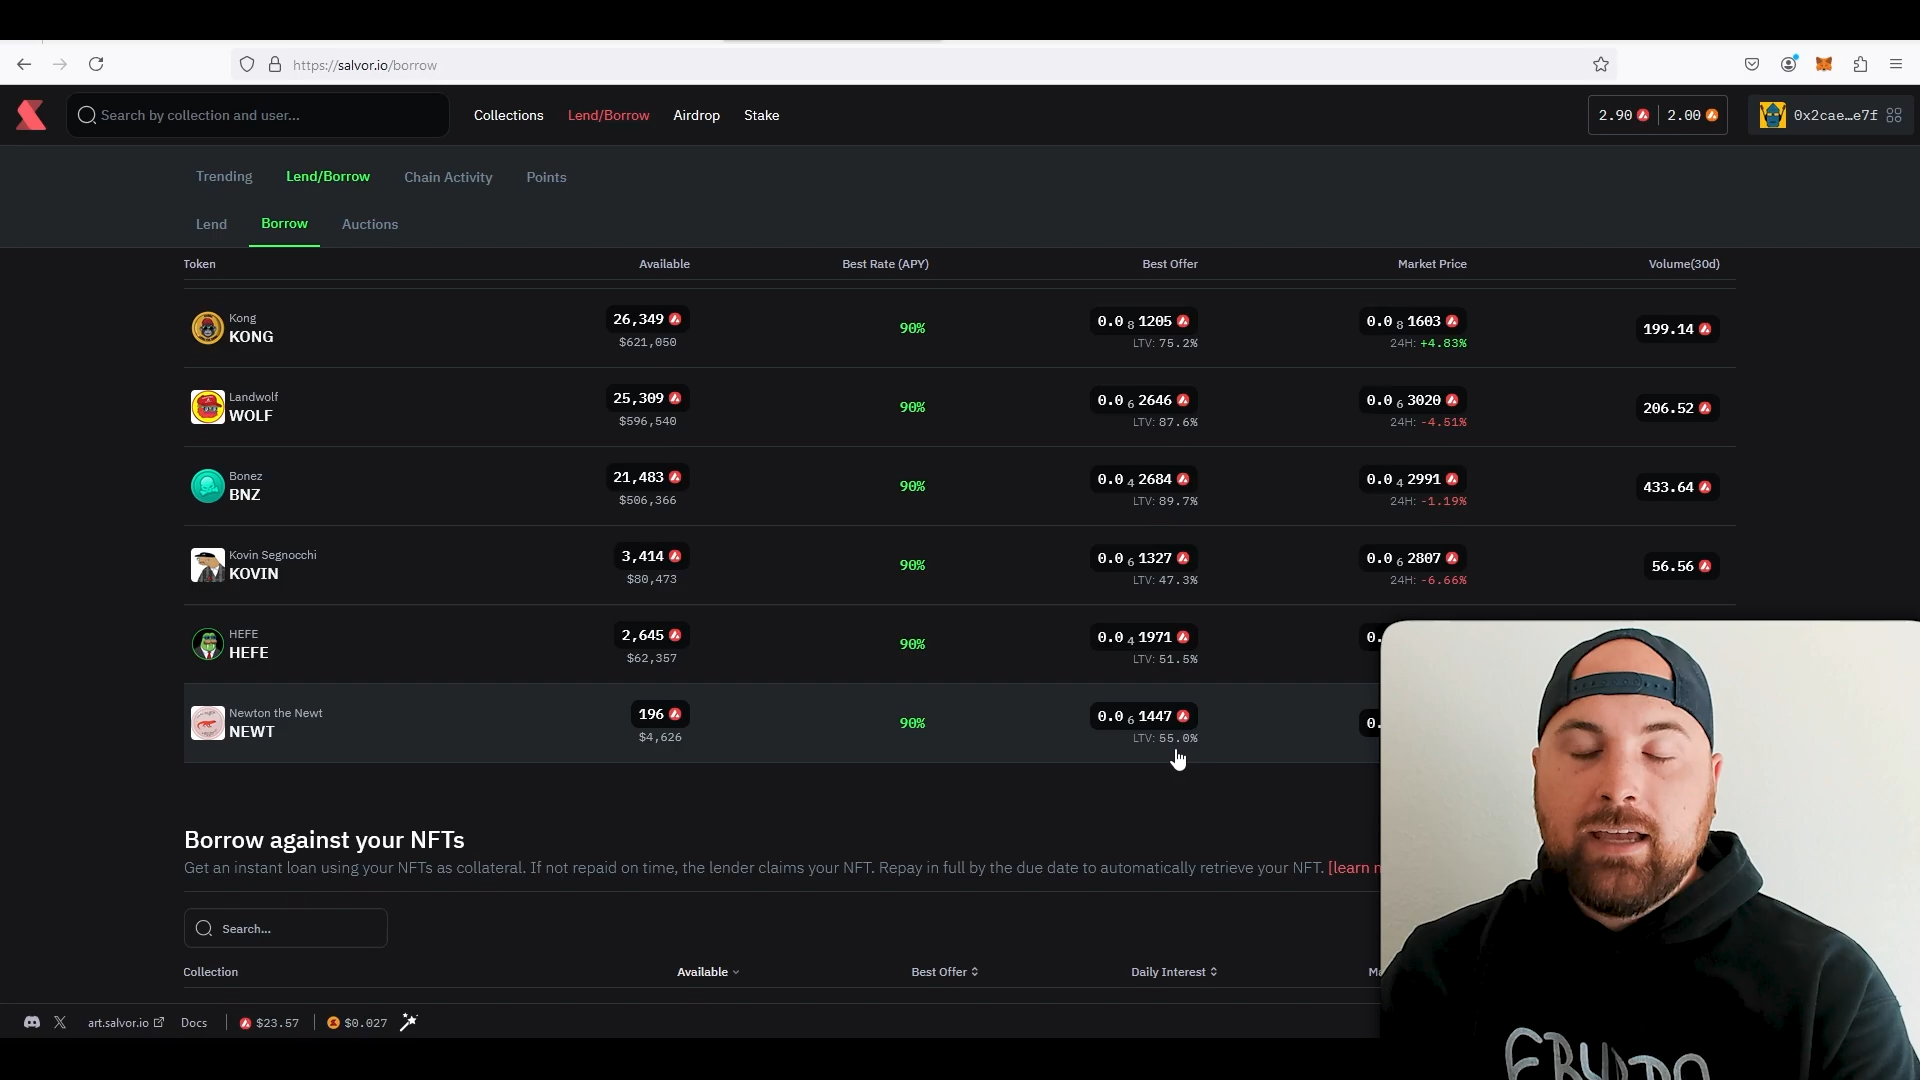 https://salvor.io/borrow
Search by collection and user...
Collections
Lend/Borrow
Airdrop
Stake
2.90
2.00
0x2cae…e7f
Trending
Lend/Borrow
Chain Activity
Points
Lend
Borrow
Auctions
Token
Available
Best Rate (APY)
Best Offer
Market Price
Volume(30d)
Kong
KONG
26,349
$621,050
90%
0.0 8 1205
LTV: 75.2%
0.0 8 1603
24H: +4.83%
199.14
Landwolf
WOLF
25,309
$596,540
90%
0.0 6 2646
LTV: 87.6%
0.0 6 3020
24H: -4.51%
206.52
Bonez
BNZ
21,483
$506,366
90%
0.0 4 2684
LTV: 89.7%
0.0 4 2991
24H: -1.19%
433.64
Kovin Segnocchi
KOVIN
3,414
$80,473
90%
0.0 6 1327
LTV: 47.3%
0.0 6 2807
24H: -6.66%
56.56
HEFE
HEFE
2,645
$62,357
90%
0.0 4 1971
LTV: 51.5%
0.
Newton the Newt
NEWT
196
$4,626
90%
0.0 6 1447
LTV: 55.0%
0.
Borrow against your NFTs
Get an instant loan using your NFTs as collateral. If not repaid on time, the lender claims your NFT. Repay in full by the due date to automatically retrieve your NFT. [learn
Search...
Collection
Available
Best Offer
Daily Interest
art.salvor.io
Docs
$23.57
$0.027